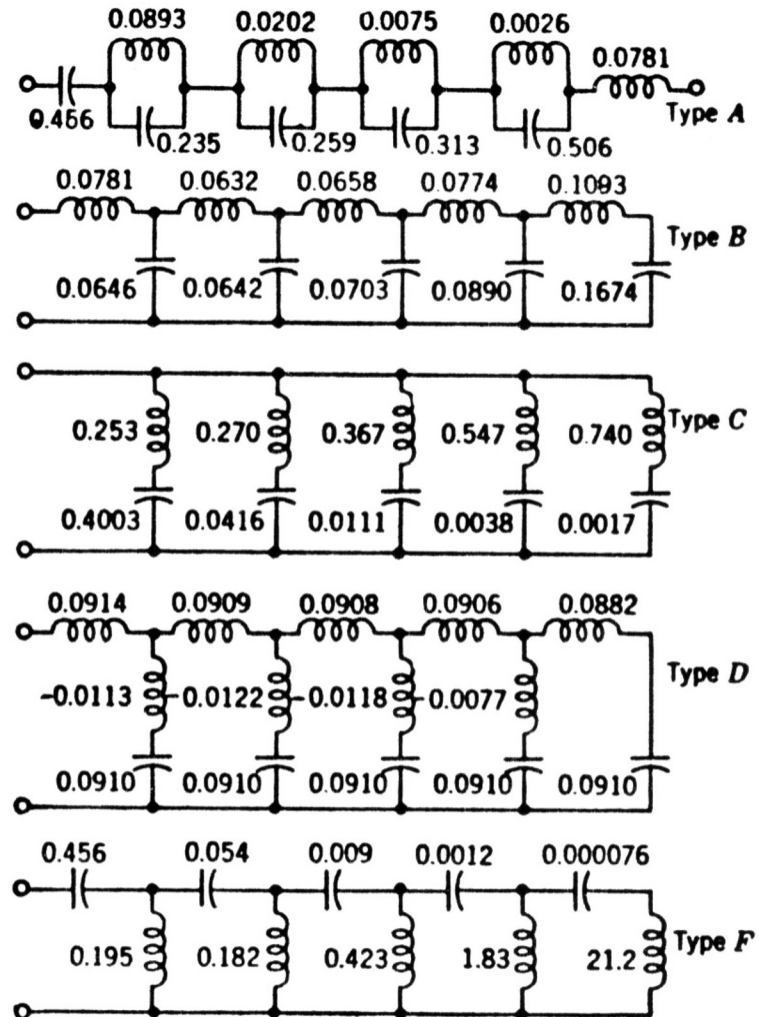 0.0893 0.0202 0.0075 0.0026 0.0781
0.456 0.235 0.259 0.313 0.506 Type A
0.0781 0.0632 0.0658 0.0774 0.1093
Type B
0.0646 0.0642 0.0703 0.0890 0.1674
0.253 0.270 0.367 0.547 0.740 Type C
0.4003 0.0416 0.0111 0.0038 0.0017
0.0914 0.0909 0.0908 0.0906 0.0882
-0.0113 -0.0122 -0.0118 -0.0077 Type D
0.0910 0.0910 0.0910 0.0910 0.0910
0.456 0.054 0.009 0.0012 0.000076
0.195 0.182 0.423 1.83 21.2 Type F